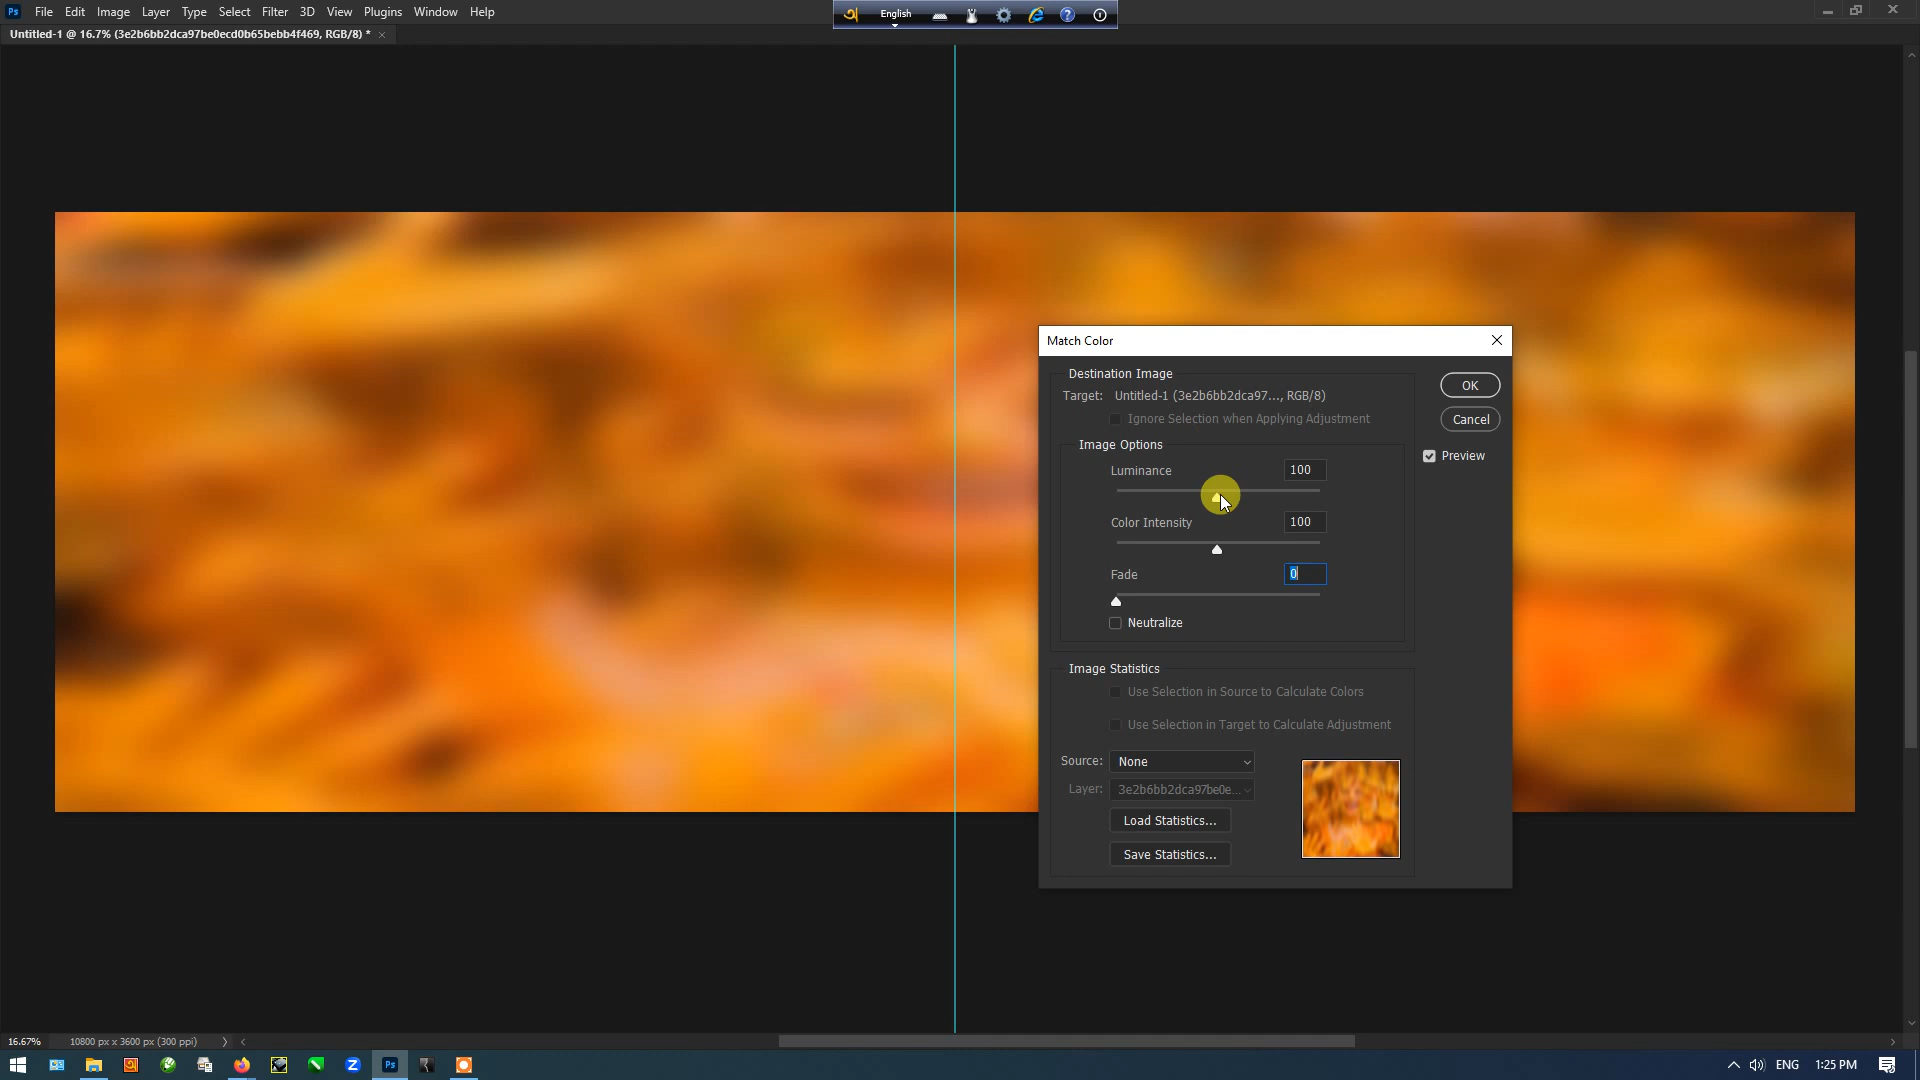 Ps File Edit Image Layer Type Select Filter 3D View Plugins Window Help
অ English
Untitled-1 @ 16.7% (3e2b6bb2dca97be0ecd0b65bebb4f469, RGB/8) *
Match Color
Destination Image
Target: Untitled-1 (3e2b6bb2dca97..., RGB/8)
OK
Ignore Selection when Applying Adjustment
Cancel
Image Options
Preview
Luminance 100
Color Intensity 100
Fade 0
Neutralize
Image Statistics
Use Selection in Source to Calculate Colors
Use Selection in Target to Calculate Adjustment
Source: None
Layer: 3e2b6bb2dca97be0e...
Load Statistics...
Save Statistics...
16.67% 10800 px x 3600 px (300 ppi)
Z Ps ENG 1:25 PM